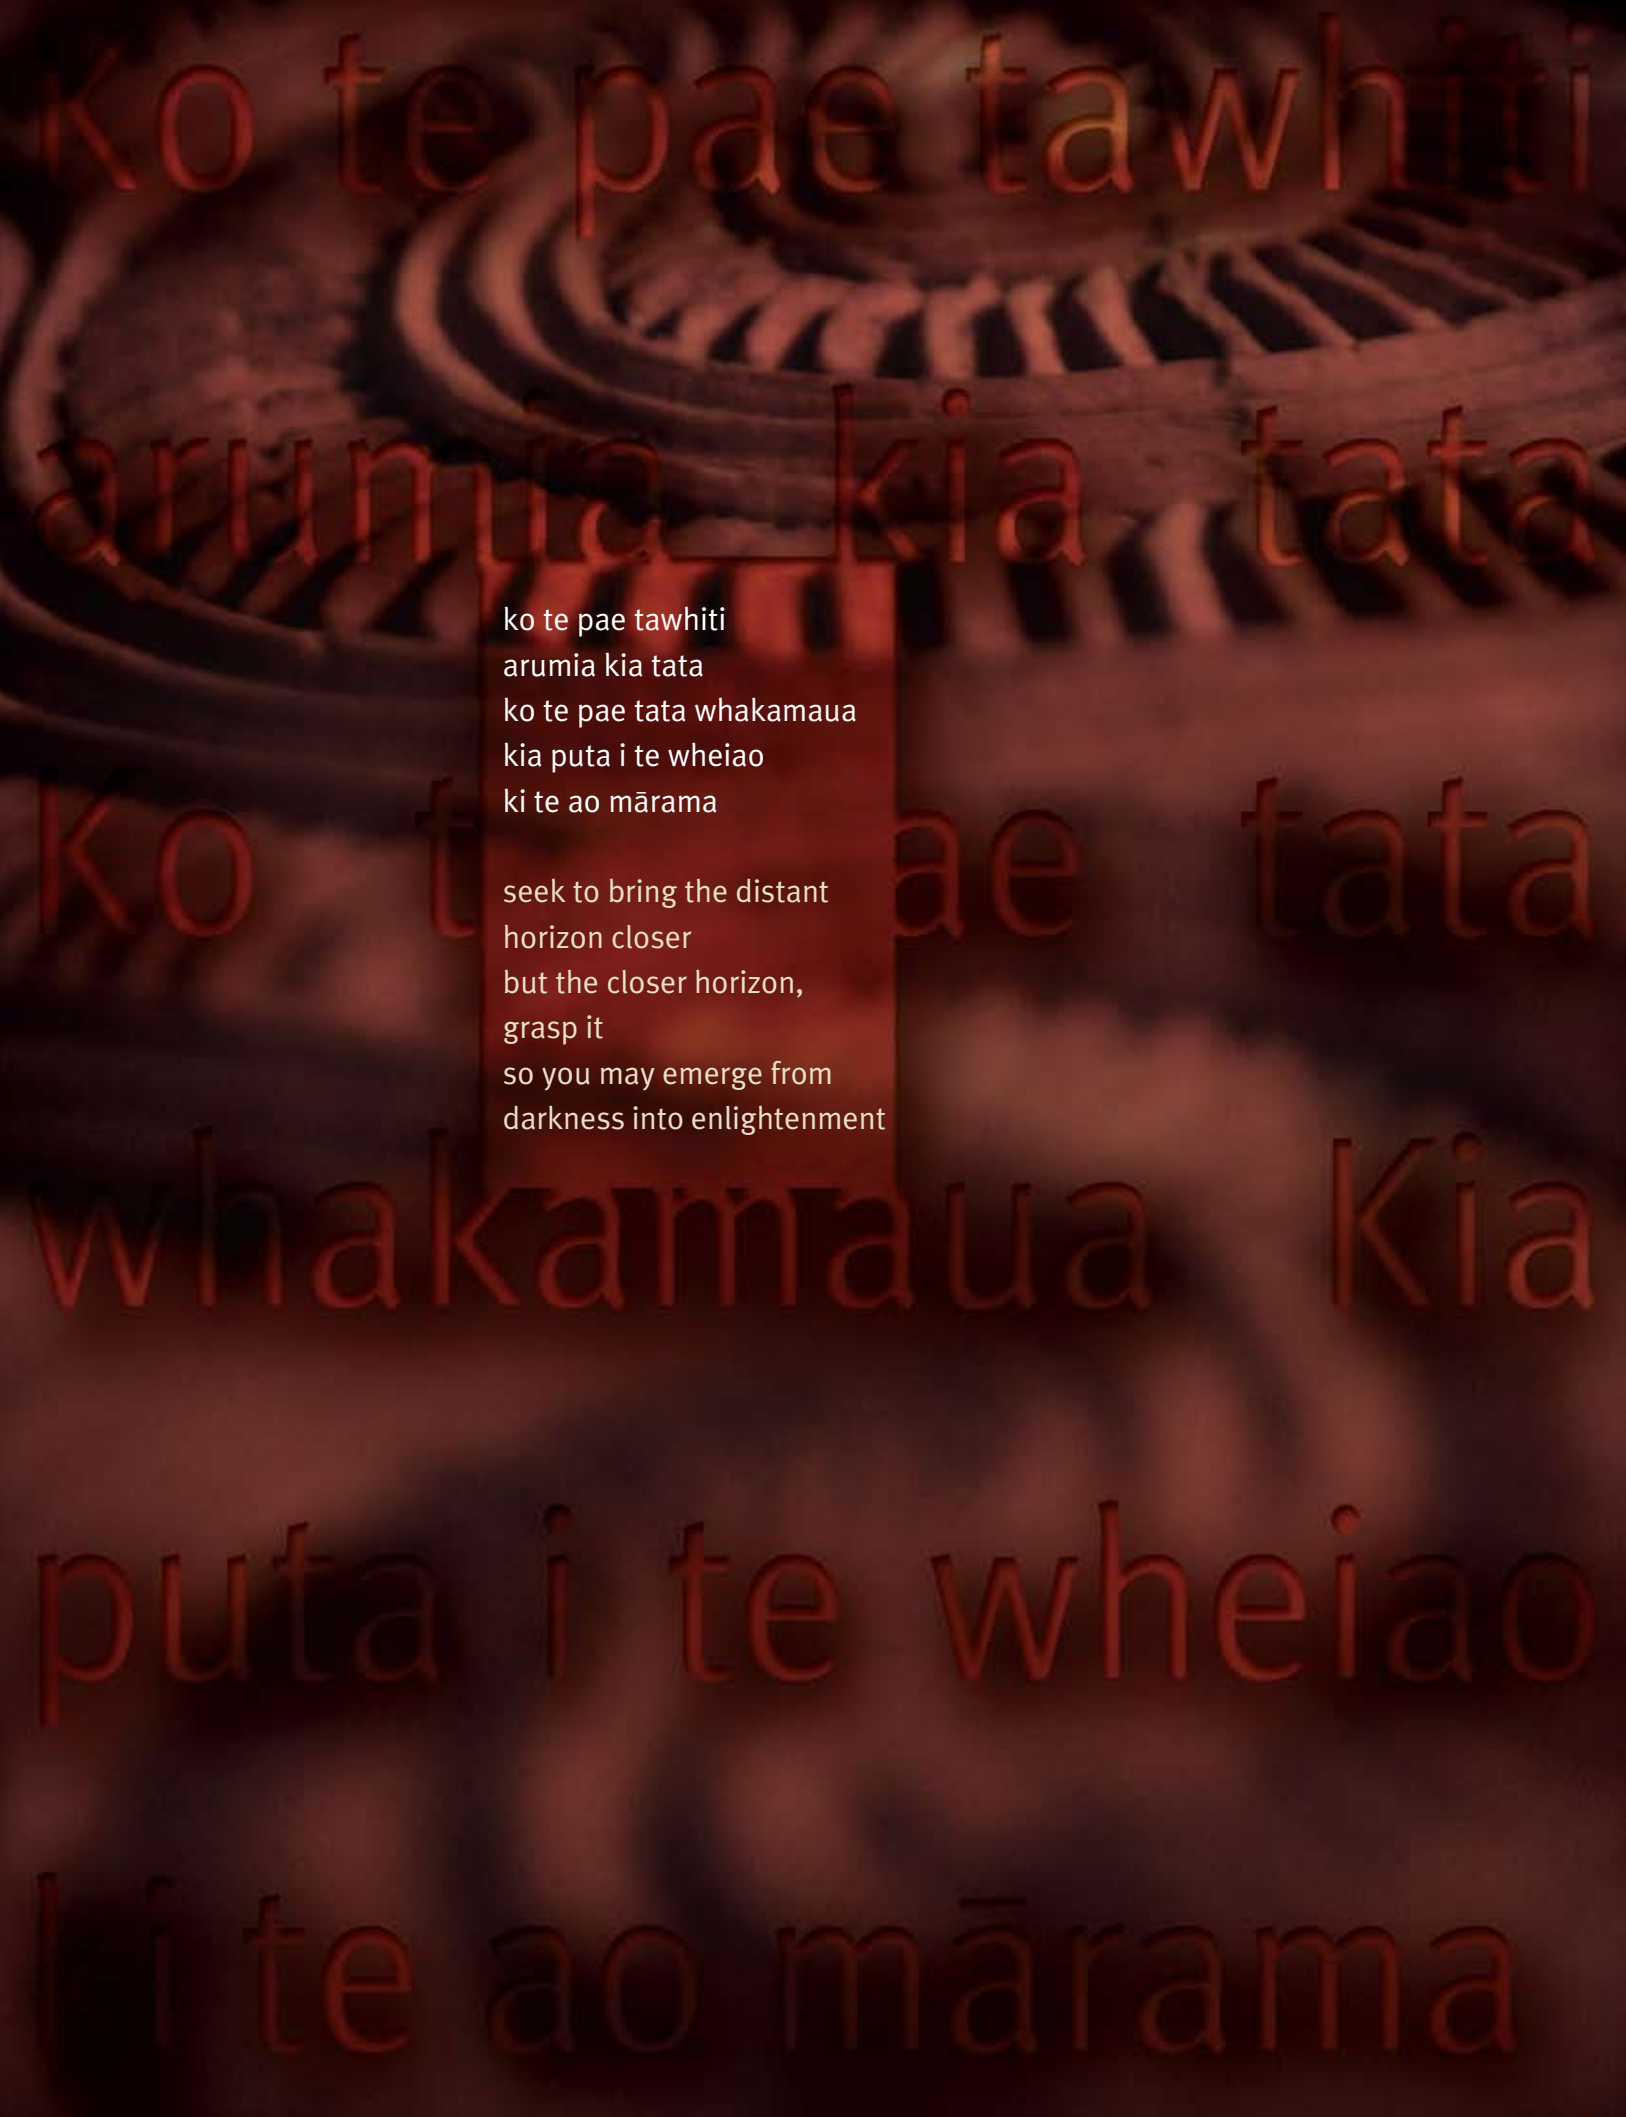 ko te pae tawhiti
arumia kia tata
ko te pae tawhiti
arumia kia tata
ko te pae tata whakamaua
kia puta i te wheiao
ki te ao mārama
seek to bring the distant
horizon closer
but the closer horizon,
grasp it
so you may emerge from
darkness into enlightenment
ko pae tata
whakamaua Kia
puta i te wheiao
ki te ao mārama